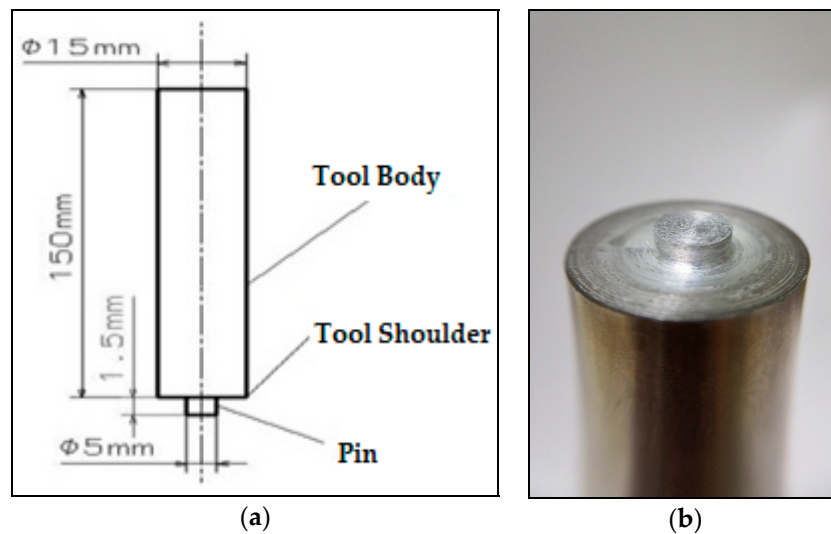 Φ15mm
Tool Body
150mm
1.5mm
Tool Shoulder
Φ5mm
Pin
(a)
(b)